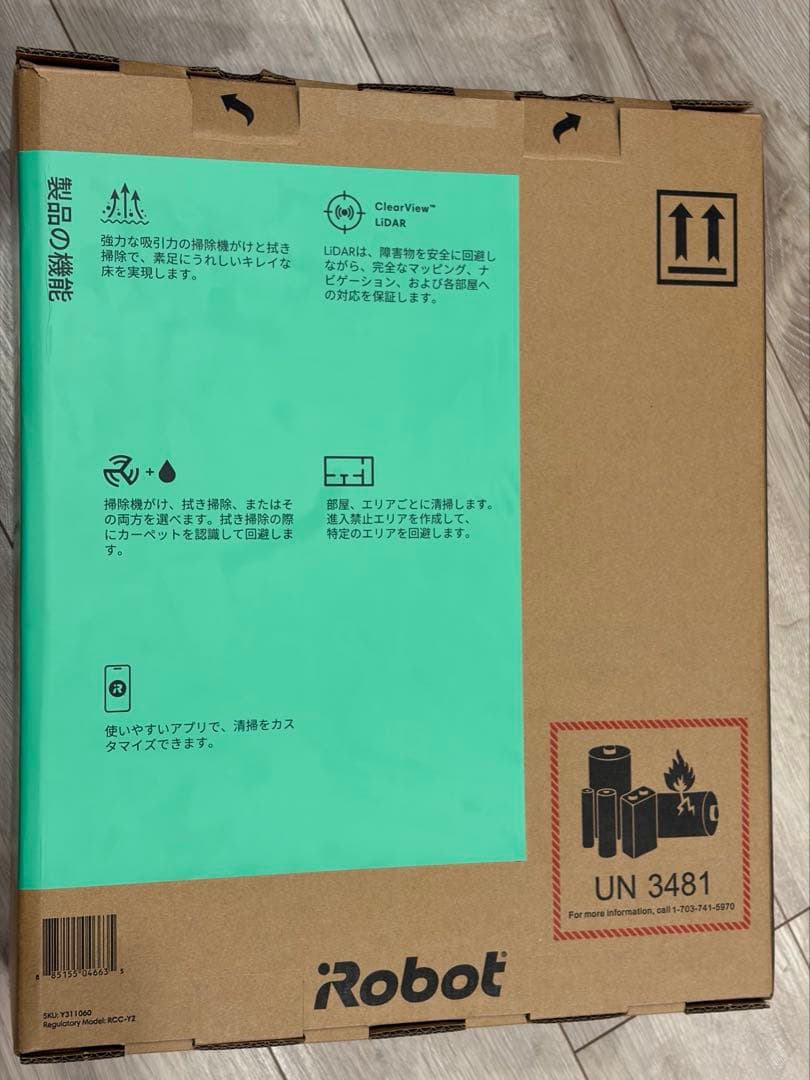 製品の機能
強力な吸引力の掃除機がけと拭き
掃除で、素足にうれしいキレイな
床を実現します。
ClearView™
LiDAR
LiDARは、障害物を安全に回避し
ながら、完全なマッピング、ナ
ビゲーション、および各部屋へ
の対応を保証します。
+
掃除機がけ、拭き掃除、またはそ
の両方を選べます。拭き掃除の際
にカーペットを認識して回避しま
す。
部屋、エリアごとに清掃します。
進入禁止エリアを作成して、
特定のエリアを回避します。
使いやすいアプリで、清掃をカス
タマイズできます。
UN 3481
For more information, call 1-703-741-5970
8 85155 04663 5
SKU: Y311060
Regulatory Model: RCC-Y2
iRobot®